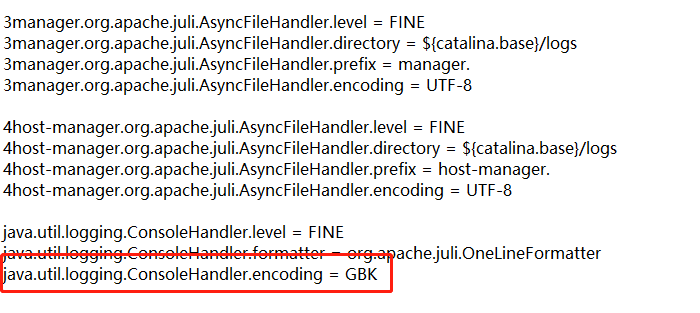 3manager.org.apache.juli.AsyncFileHandler.level = FINE
3manager.org.apache.juli.AsyncFileHandler.directory = ${catalina.base}/logs
3manager.org.apache.juli.AsyncFileHandler.prefix = manager.
3manager.org.apache.juli.AsyncFileHandler.encoding = UTF-8
4host-manager.org.apache.juli.AsyncFileHandler.level = FINE
4host-manager.org.apache.juli.AsyncFileHandler.directory = ${catalina.base}/logs
4host-manager.org.apache.juli.AsyncFileHandler.prefix = host-manager.
4host-manager.org.apache.juli.AsyncFileHandler.encoding = UTF-8
java.util.logging.ConsoleHandler.level = FINE
java.util.logging.ConsoleHandler.formatter = org.apache.juli.OneLineFormatter
java.util.logging.ConsoleHandler.encoding = GBK